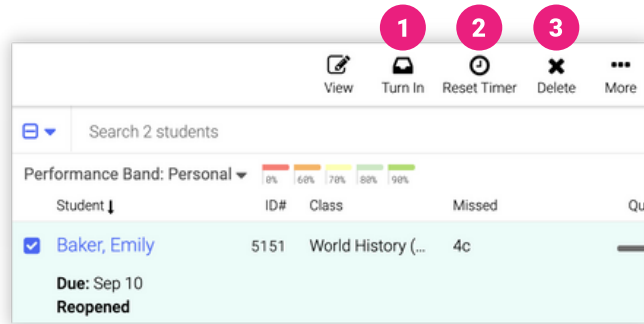 1 2 3
View Turn In Reset Timer Delete More
Search 2 students
Performance Band: Personal 0% 60% 70% 80% 90%
Student ID# Class Missed Qu
Baker, Emily 5151 World History (... 4c
Due: Sep 10
Reopened